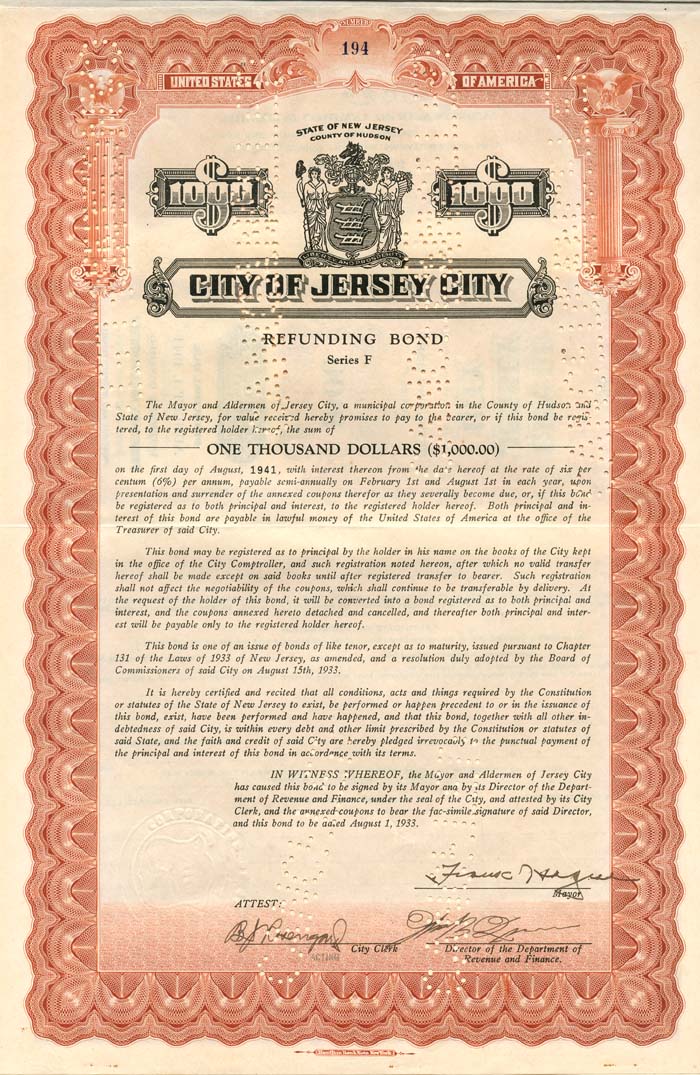 NUMBER
194
UNITED STATES OF AMERICA
STATE OF NEW JERSEY
COUNTY OF HUDSON
1000 1000
CITY OF JERSEY CITY
REFUNDING BOND
Series F
The Mayor and Aldermen of Jersey City, a municipal corporation in the County of Hudson and
State of New Jersey, for value received hereby promises to pay to the bearer, or if this bond be regis-
tered, to the registered holder hereof, the sum of
ONE THOUSAND DOLLARS ($1,000.00)
on the first day of August, 1941, with interest thereon from the date hereof at the rate of six per
centum (6%) per annum, payable semi-annually on February 1st and August 1st in each year, upon
presentation and surrender of the annexed coupons therefor as they severally become due, or, if this bond
be registered as to both principal and interest, to the registered holder hereof. Both principal and in-
terest of this bond are payable in lawful money of the United States of America at the office of the
Treasurer of said City.
This bond may be registered as to principal by the holder in his name on the books of the City kept
in the office of the City Comptroller, and such registration noted hereon, after which no valid transfer
hereof shall be made except on said books until after registered transfer to bearer. Such registration
shall not affect the negotiability of the coupons, which shall continue to be transferable by delivery. At
the request of the holder of this bond, it will be converted into a bond registered as to both principal and
interest, and the coupons annexed hereto detached and cancelled, and thereafter both principal and inter-
est will be payable only to the registered holder hereof.
This bond is one of an issue of bonds of like tenor, except as to maturity, issued pursuant to Chapter
131 of the Laws of 1933 of New Jersey, as amended, and a resolution duly adopted by the Board of
Commissioners of said City on August 15th, 1933.
It is hereby certified and recited that all conditions, acts and things required by the Constitution
or statutes of the State of New Jersey to exist, be performed or happen precedent to or in the issuance of
this bond, exist, have been performed and have happened, and that this bond, together with all other in-
debtedness of said City, is within every debt and other limit prescribed by the Constitution or statutes of
said State, and the faith and credit of said City are hereby pledged irrevocably to the punctual payment of
the principal and interest of this bond in accordance with its terms.
IN WITNESS WHEREOF, the Mayor and Aldermen of Jersey City
has caused this bond to be signed by its Mayor and by its Director of the Depart-
ment of Revenue and Finance, under the seal of the City, and attested by its City
Clerk, and the annexed coupons to bear the fac-simile signature of said Director,
and this bond to be dated August 1, 1933.
Frank Hague
Mayor
ATTEST:
City Clerk
ACTING
Director of the Department of
Revenue and Finance.